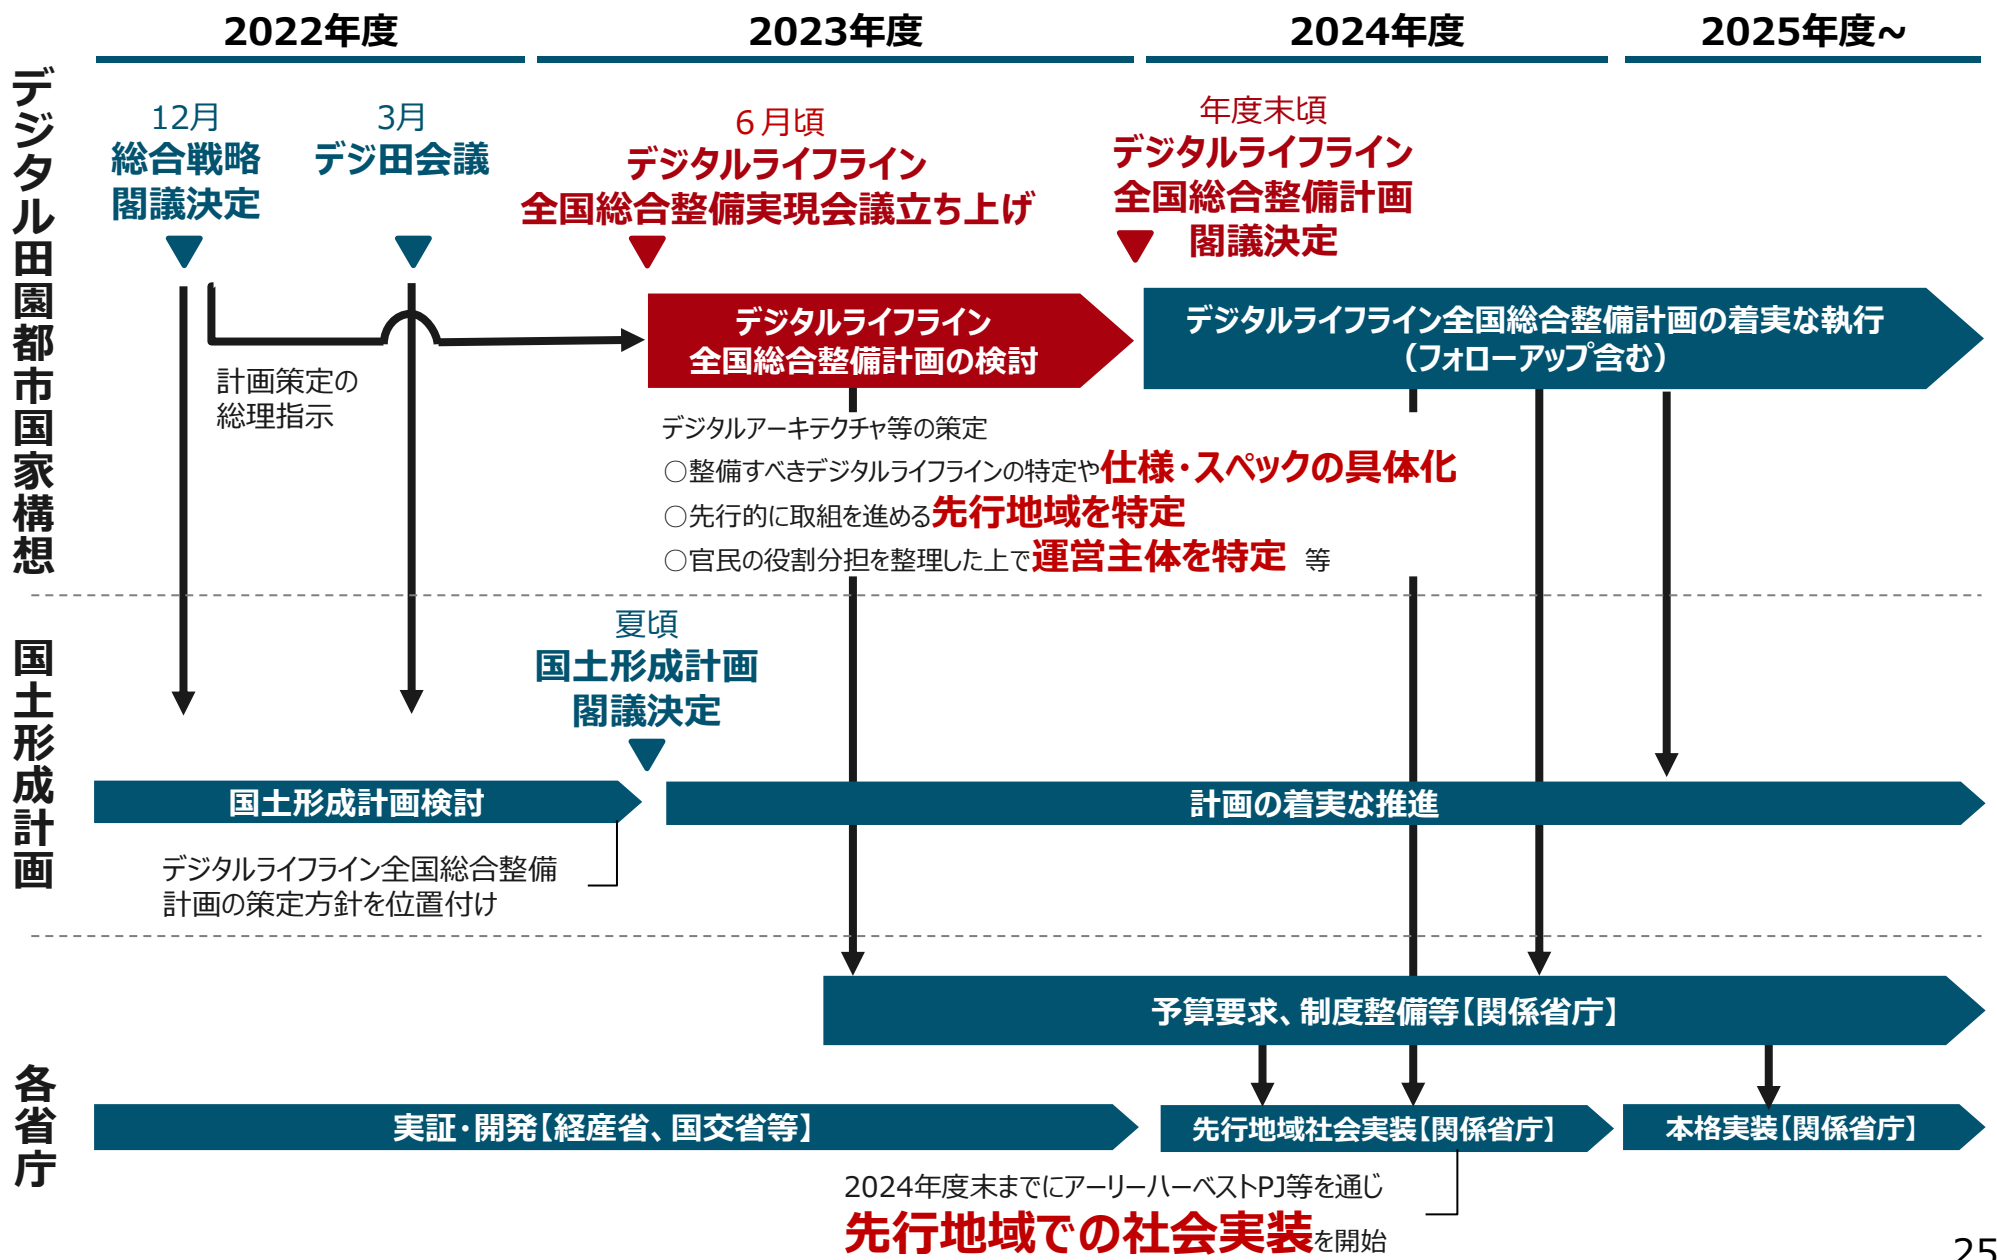 2022年度
2023年度
2024年度
2025年度~
デジタル田園都市国家構想
12月
総合戦略
閣議決定
3月
デジ田会議
６月頃
デジタルライフライン
全国総合整備実現会議立ち上げ
年度末頃
デジタルライフライン
全国総合整備計画
閣議決定
デジタルライフライン
全国総合整備計画の検討
デジタルライフライン全国総合整備計画の着実な執行
（フォローアップ含む）
計画策定の
総理指示
デジタルアーキテクチャ等の策定
○整備すべきデジタルライフラインの特定や仕様・スペックの具体化
○先行的に取組を進める先行地域を特定
○官民の役割分担を整理した上で運営主体を特定　等
国土形成計画
夏頃
国土形成計画
閣議決定
国土形成計画検討
計画の着実な推進
デジタルライフライン全国総合整備
計画の策定方針を位置付け
各省庁
予算要求、制度整備等【関係省庁】
実証・開発【経産省、国交省等】
先行地域社会実装【関係省庁】
本格実装【関係省庁】
2024年度末までにアーリーハーベストPJ等を通じ
先行地域での社会実装を開始
25